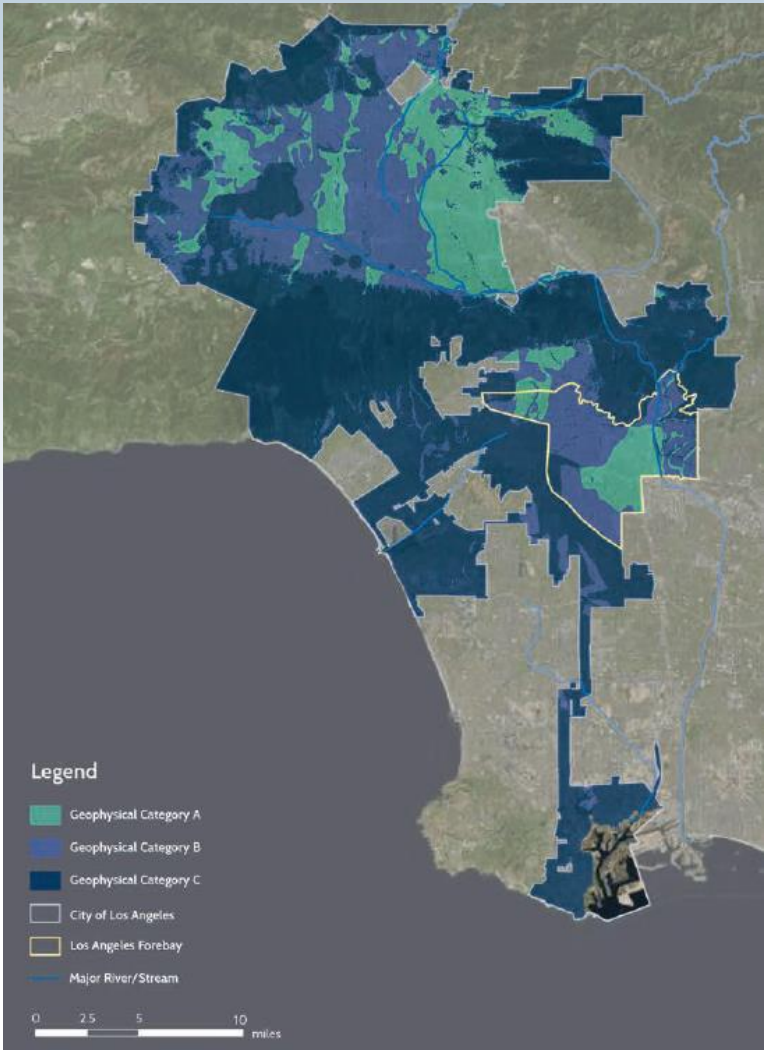 Legend
Geophysical Category A
Geophysical Category B
Geophysical Category C
City of Los Angeles
Los Angeles Forebay
Major River/Stream
0 2.5 5 10
miles